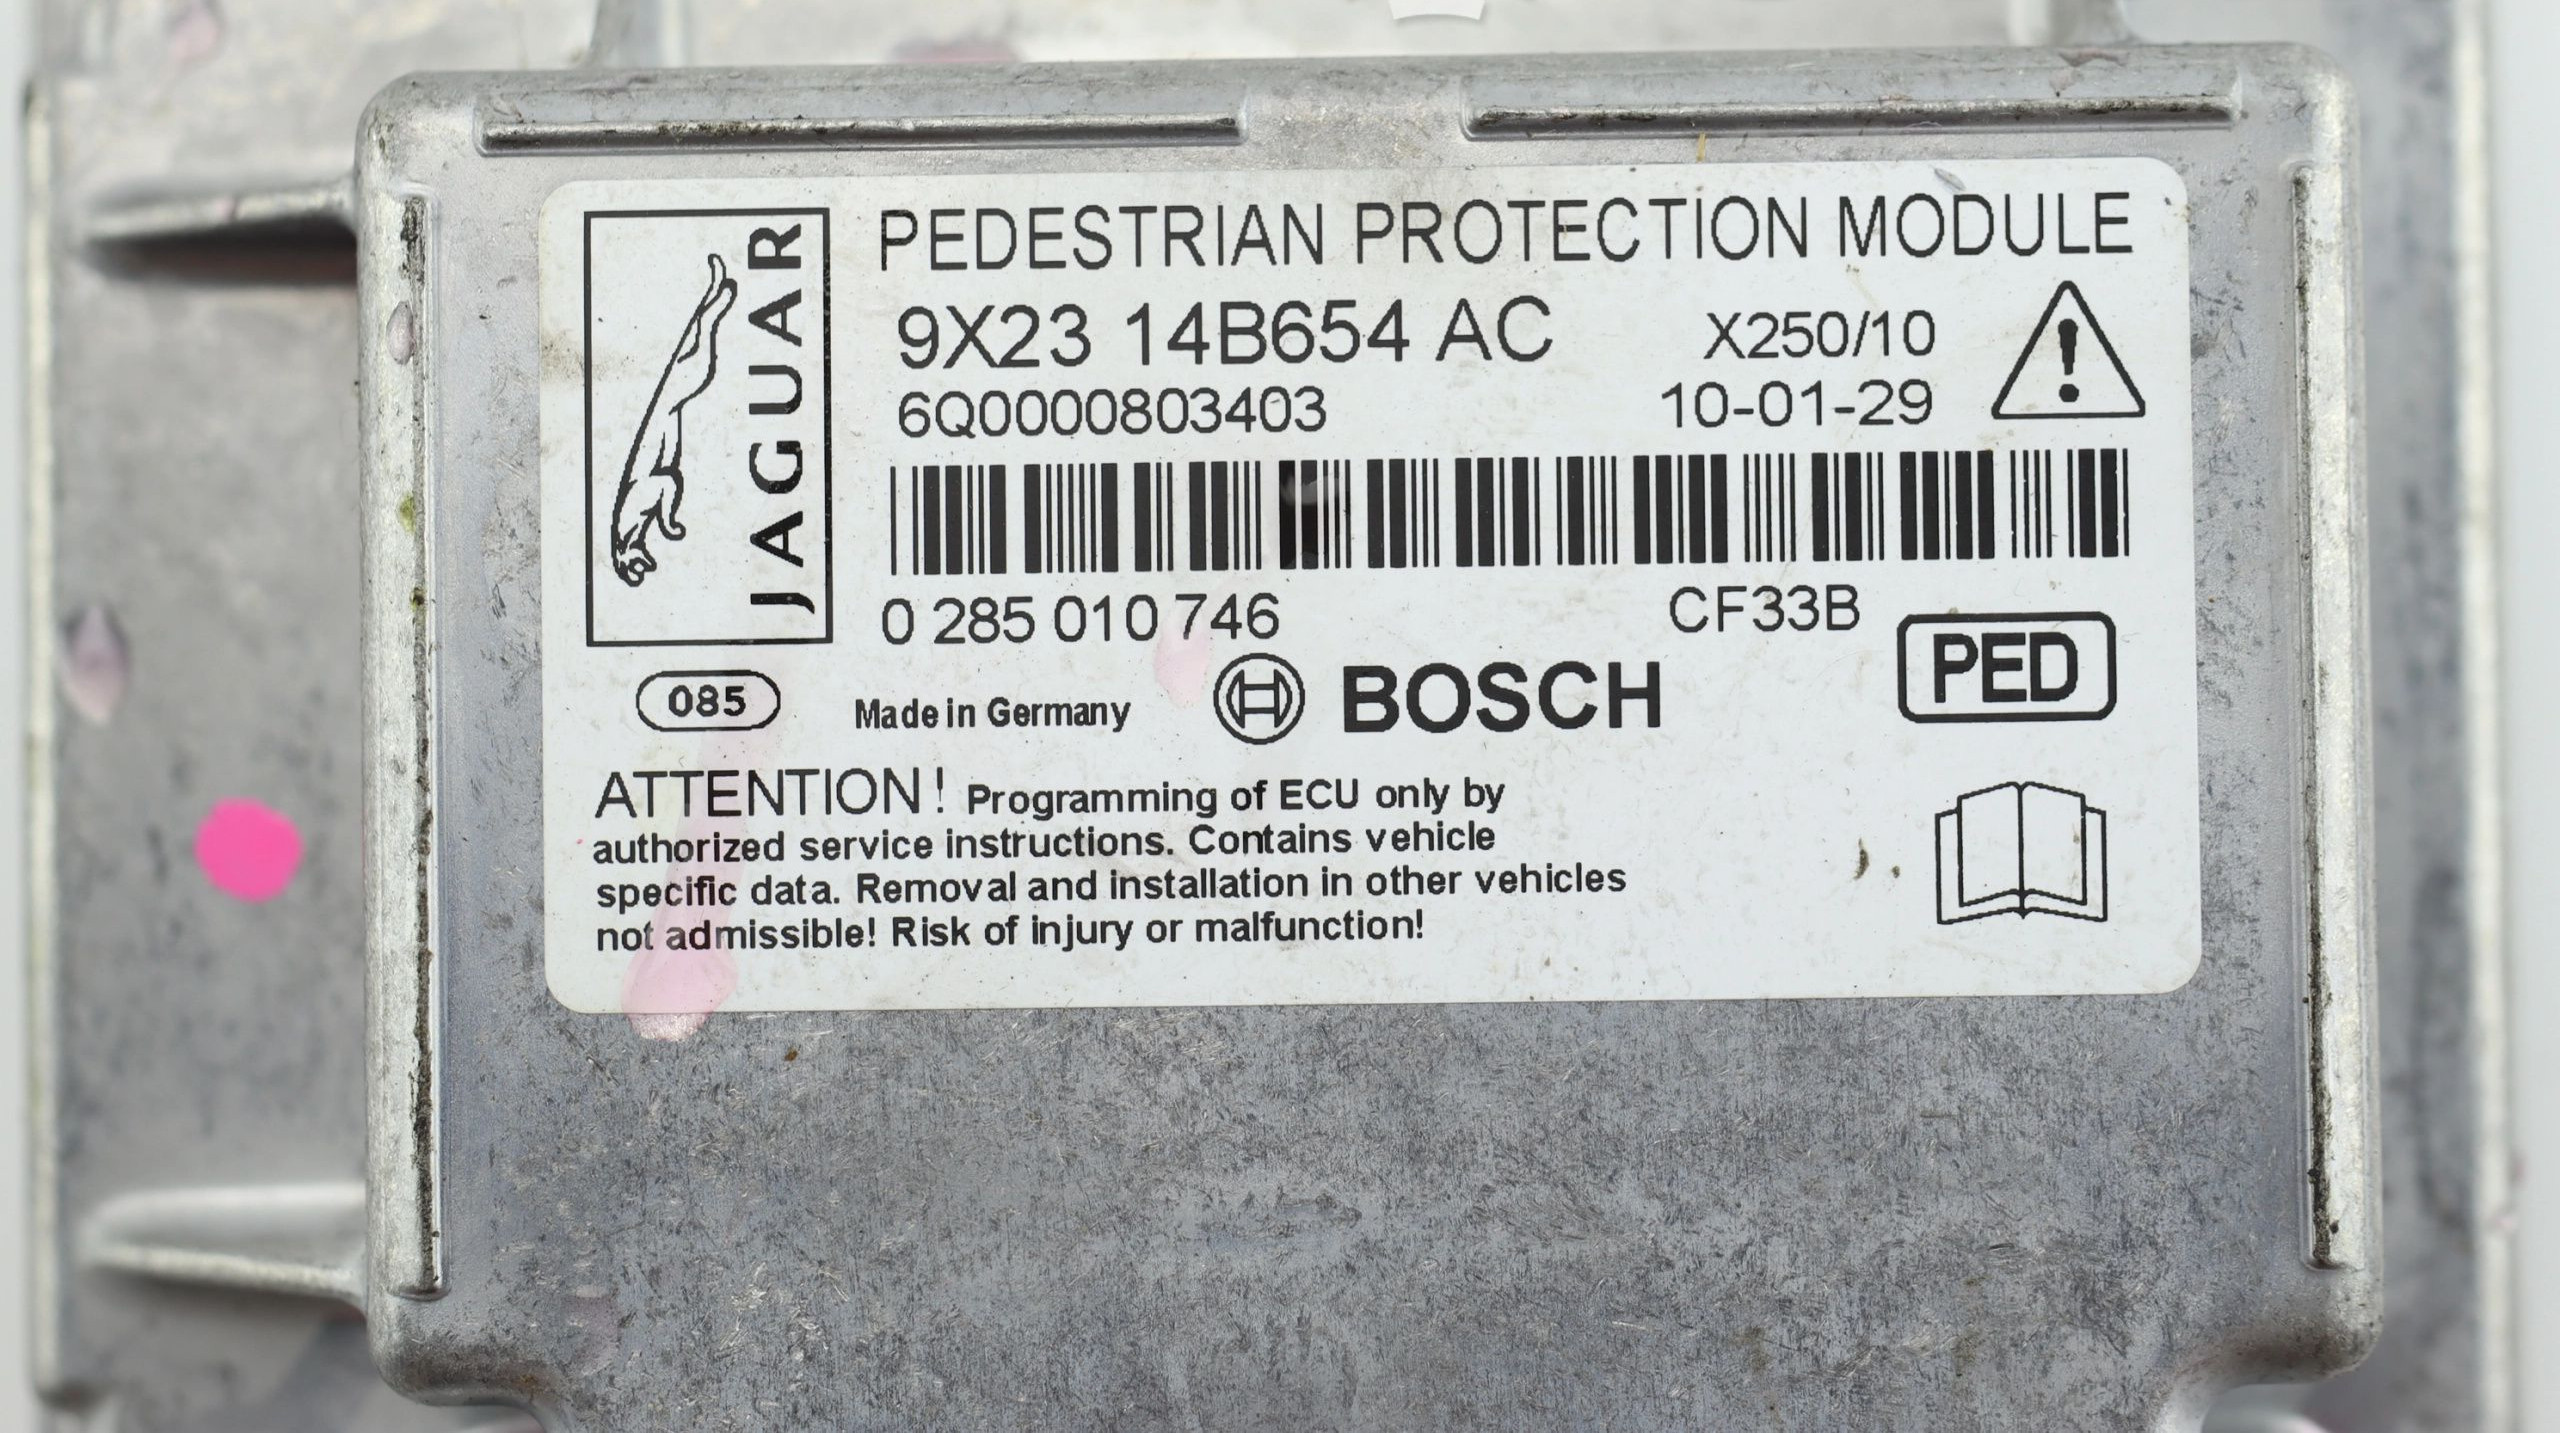 JAGUAR
PEDESTRIAN PROTECTION MODULE
9X23 14B654 AC
X250/10
6Q0000803403
10-01-29
0 285 010 746
CF33B
085
Made in Germany
BOSCH
PED
ATTENTION! Programming of ECU only by
authorized service instructions. Contains vehicle
specific data. Removal and installation in other vehicles
not admissible! Risk of injury or malfunction!